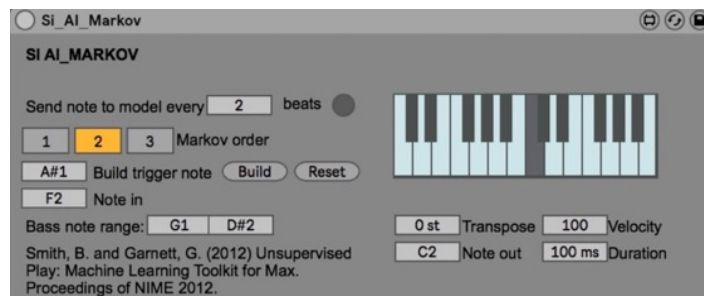 Si_AI_Markov
SI AI_MARKOV
Send note to model every 2 beats
1 2 3 Markov order
A#1 Build trigger note Build Reset
F2 Note in
Bass note range: G1 D#2
Smith, B. and Garnett, G. (2012) Unsupervised
Play: Machine Learning Toolkit for Max.
Proceedings of NIME 2012.
0 st Transpose 100 Velocity
C2 Note out 100 ms Duration